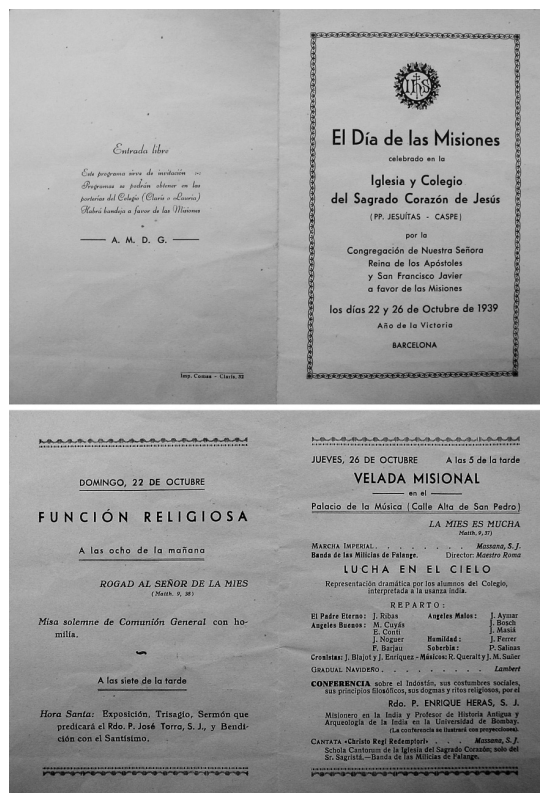 Entrada libre
Este programa sirve de invitación :-:
Programas se podrán obtener en las
porterías del Colegio (Claris o Lauria)
Habrá bandeja a favor de las Misiones
A. M. D. G.
Imp. Comas - Claris, 92
IHS
El Día de las Misiones
celebrado en la
Iglesia y Colegio
del Sagrado Corazón de Jesús
(PP. JESUÍTAS - CASPE)
por la
Congregación de Nuestra Señora
Reina de los Apóstoles
y San Francisco Javier
a favor de las Misiones
los días 22 y 26 de Octubre de 1939
Año de la Victoria
BARCELONA
DOMINGO, 22 DE OCTUBRE
FUNCIÓN RELIGIOSA
A las ocho de la mañana
ROGAD AL SEÑOR DE LA MIES
(Matth. 9, 38)
Misa solemne de Comunión General con ho-
milía.
A las siete de la tarde
Hora Santa: Exposición, Trisagio, Sermón que
predicará el Rdo. P. José Torra, S. J., y Bendi-
ción con el Santísimo.
JUEVES, 26 DE OCTUBRE A las 5 de la tarde
VELADA MISIONAL
en el
Palacio de la Música (Calle Alta de San Pedro)
LA MIES ES MUCHA
(Matth. 9, 37)
MARCHA IMPERIAL . . . . . . . Massana, S. J.
Banda de las Milicias de Falange. Director: Maestro Roma
LUCHA EN EL CIELO
Representación dramática por los alumnos del Colegio,
interpretada a la usanza india.
REPARTO:
El Padre Eterno: J. Ribas Angeles Malos: J. Aymar
Angeles Buenos: M. Cuyás J. Bosch
E. Conti J. Masiá
J. Noguer Humildad: J. Ferrer
F. Barjau Soberbia: P. Salinas
Cronistas: J. Blajot y J. Enríquez - Músicos: R. Queralt y J. M. Suñer
GRADUAL NAVIDEÑO . . . . . . . . Lambert
CONFERENCIA sobre el Indostán, sus costumbres sociales,
sus principios filosóficos, sus dogmas y ritos religiosos, por el
Rdo. P. ENRIQUE HERAS, S. J.
Misionero en la India y Profesor de Historia Antigua y
Arqueología de la India en la Universidad de Bombay.
(La conferencia se ilustrará con proyecciones).
CANTATA «Christo Regi Redemptori» . . . Massana, S. J.
Schola Cantorum de la Iglesia del Sagrado Corazón; solo del
Sr. Sagristá.—Banda de las Milicias de Falange.